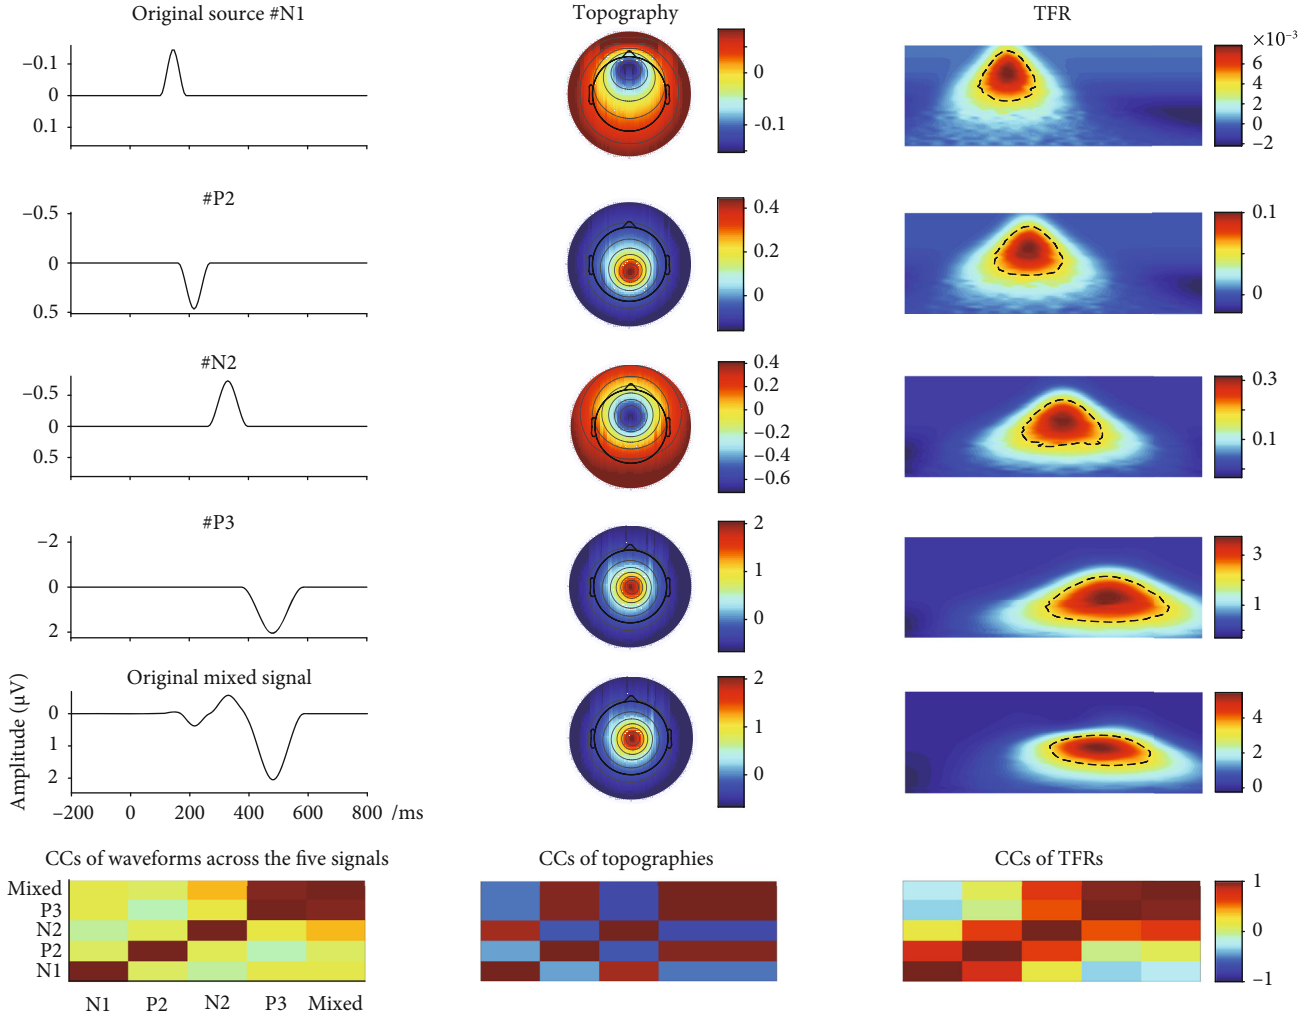 Original source #N1
Topography
TFR
−0.1
0
0.1
0
−0.1
×10⁻³
6
4
2
0
−2
#P2
−0.5
0
0.5
0.4
0.2
0
0.1
0
#N2
−0.5
0
0.5
0.4
0.2
0
−0.2
−0.4
−0.6
0.3
0.1
#P3
−2
0
2
2
1
0
3
1
Original mixed signal
Amplitude (μV)
0
1
2
−200 0 200 400 600 800 /ms
2
1
0
4
2
0
CCs of waveforms across the five signals
CCs of topographies
CCs of TFRs
Mixed
P3
N2
P2
N1
N1 P2 N2 P3 Mixed
1
0
−1